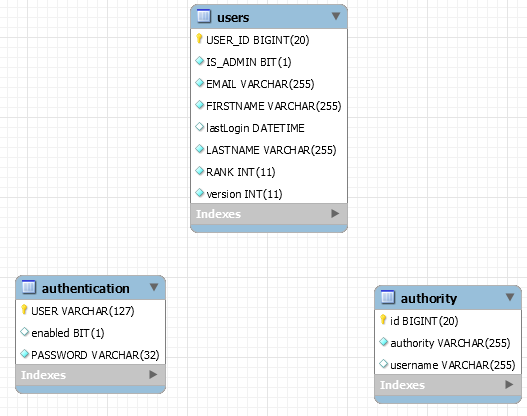 users
USER_ID BIGINT(20)
IS_ADMIN BIT(1)
EMAIL VARCHAR(255)
FIRSTNAME VARCHAR(255)
lastLogin DATETIME
LASTNAME VARCHAR(255)
RANK INT(11)
version INT(11)
Indexes
authentication
USER VARCHAR(127)
enabled BIT(1)
PASSWORD VARCHAR(32)
Indexes
authority
id BIGINT(20)
authority VARCHAR(255)
username VARCHAR(255)
Indexes